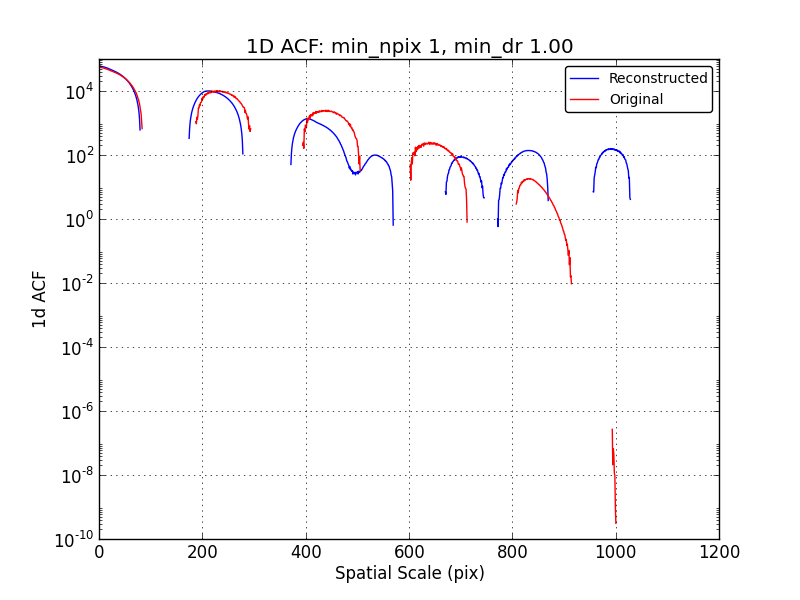 1D ACF: min_npix 1, min_dr 1.00
Reconstructed
Original
10^4
10^2
10^0
10^-2
10^-4
10^-6
10^-8
10^-10
1d ACF
0 200 400 600 800 1000 1200
Spatial Scale (pix)